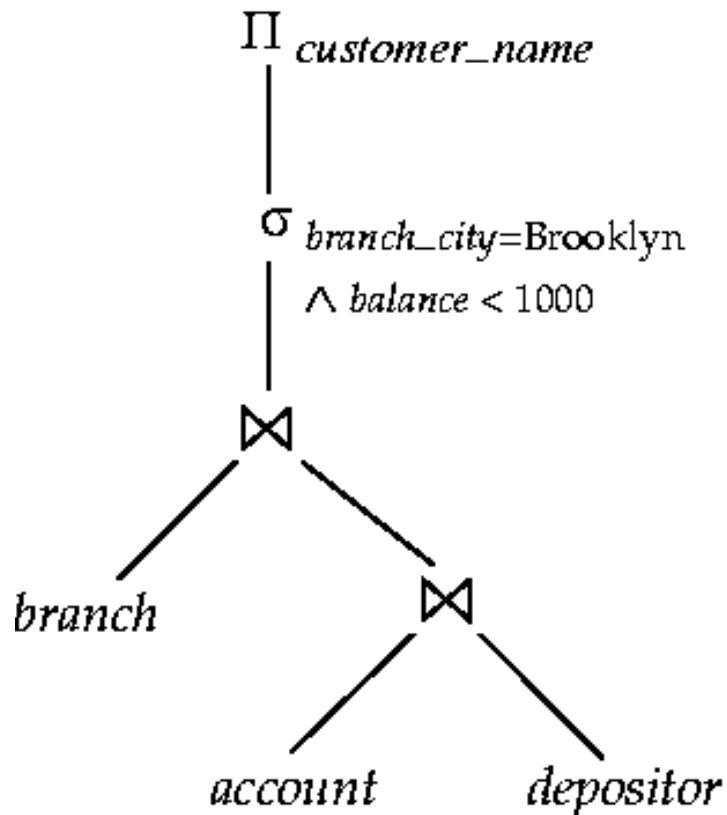 Π customer_name
σ branch_city=Brooklyn
∧ balance < 1000
⋈
branch
⋈
account depositor